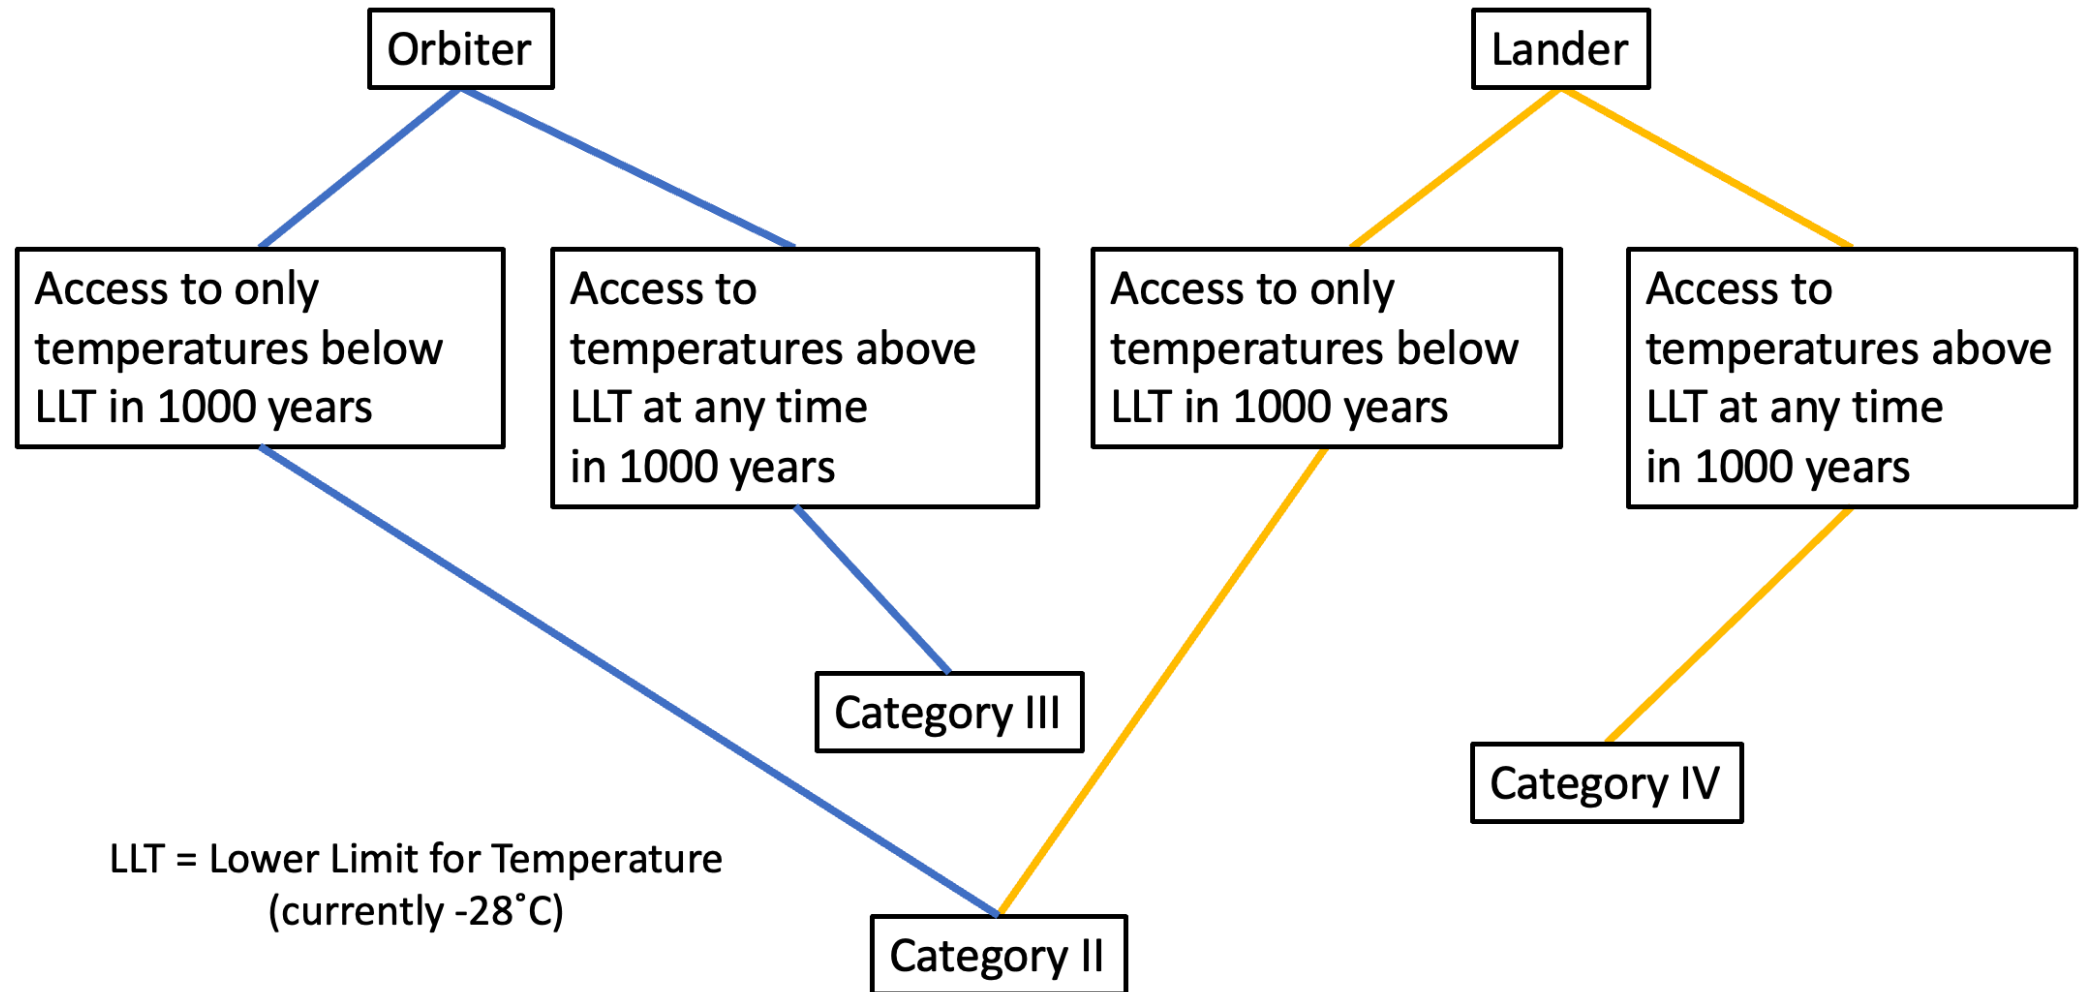 Orbiter
Lander
Access to only
temperatures below
LLT in 1000 years
Access to
temperatures above
LLT at any time
in 1000 years
Access to only
temperatures below
LLT in 1000 years
Access to
temperatures above
LLT at any time
in 1000 years
Category III
Category IV
LLT = Lower Limit for Temperature
(currently -28˚C)
Category II